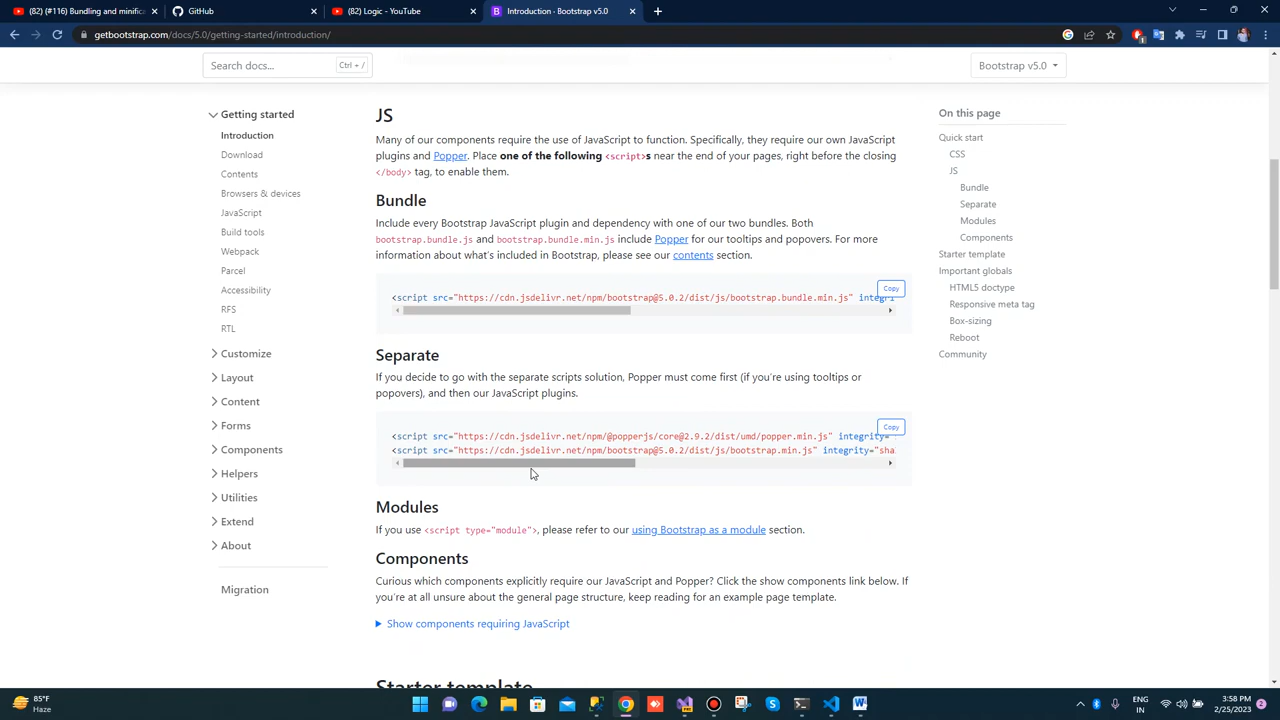 (82) (#116) Bundling and minific
GitHub
(82) Logic - YouTube
Introduction · Bootstrap v5.0
getbootstrap.com/docs/5.0/getting-started/introduction/
Search docs...
Ctrl + /
Bootstrap v5.0
Getting started
Introduction
Download
Contents
Browsers & devices
JavaScript
Build tools
Webpack
Parcel
Accessibility
RFS
RTL
Customize
Layout
Content
Forms
Components
Helpers
Utilities
Extend
About
Migration
JS
Many of our components require the use of JavaScript to function. Specifically, they require our own JavaScript
plugins and Popper. Place one of the following <script>s near the end of your pages, right before the closing
</body> tag, to enable them.
Bundle
Include every Bootstrap JavaScript plugin and dependency with one of our two bundles. Both
bootstrap.bundle.js and bootstrap.bundle.min.js include Popper for our tooltips and popovers. For more
information about what's included in Bootstrap, please see our contents section.
Copy
<script src="https://cdn.jsdelivr.net/npm/bootstrap@5.0.2/dist/js/bootstrap.bundle.min.js" integri
Separate
If you decide to go with the separate scripts solution, Popper must come first (if you're using tooltips or
popovers), and then our JavaScript plugins.
Copy
<script src="https://cdn.jsdelivr.net/npm/@popperjs/core@2.9.2/dist/umd/popper.min.js" integrity=
<script src="https://cdn.jsdelivr.net/npm/bootstrap@5.0.2/dist/js/bootstrap.min.js" integrity="sha
Modules
If you use <script type="module">, please refer to our using Bootstrap as a module section.
Components
Curious which components explicitly require our JavaScript and Popper? Click the show components link below. If
you're at all unsure about the general page structure, keep reading for an example page template.
Show components requiring JavaScript
Starter template
On this page
Quick start
CSS
JS
Bundle
Separate
Modules
Components
Starter template
Important globals
HTML5 doctype
Responsive meta tag
Box-sizing
Reboot
Community
85°F
Haze
ENG
IN
3:58 PM
2/25/2023